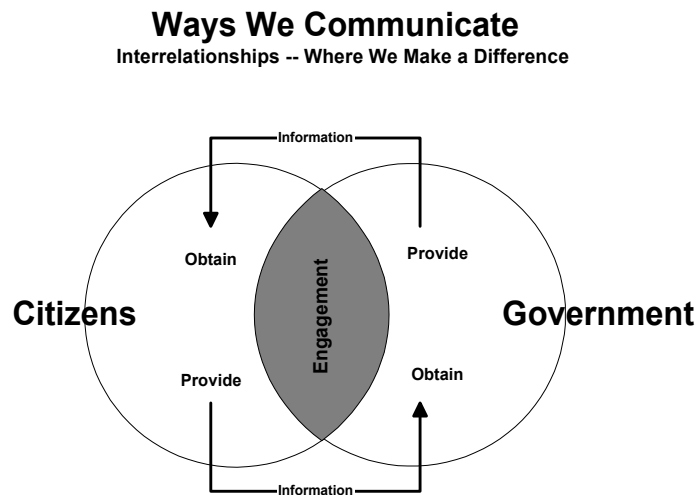 Ways We Communicate
Interrelationships -- Where We Make a Difference
Information
Obtain
Provide
Citizens
Engagement
Government
Provide
Obtain
Information